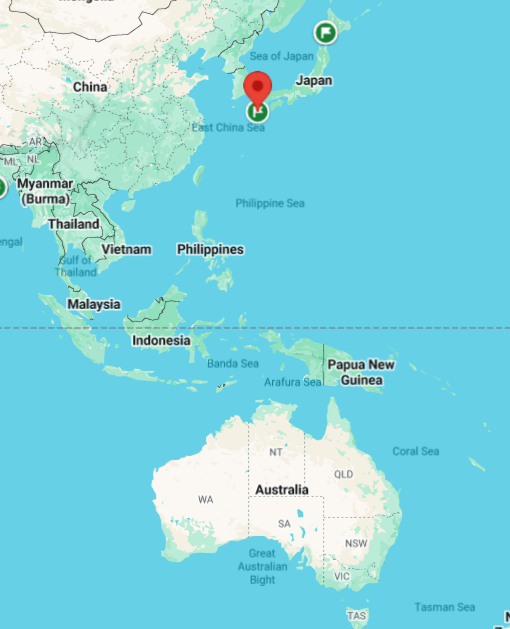 Sea of Japan
China
Japan
East China Sea
AR
ML
NL
Myanmar
(Burma)
Philippine Sea
Thailand
engal
Vietnam
Philippines
Gulf of
Thailand
Malaysia
Indonesia
Banda Sea
Papua New
Guinea
Arafura Sea
Coral Sea
NT
QLD
Australia
WA
SA
NSW
Great
Australian
Bight
VIC
Tasman Sea
TAS